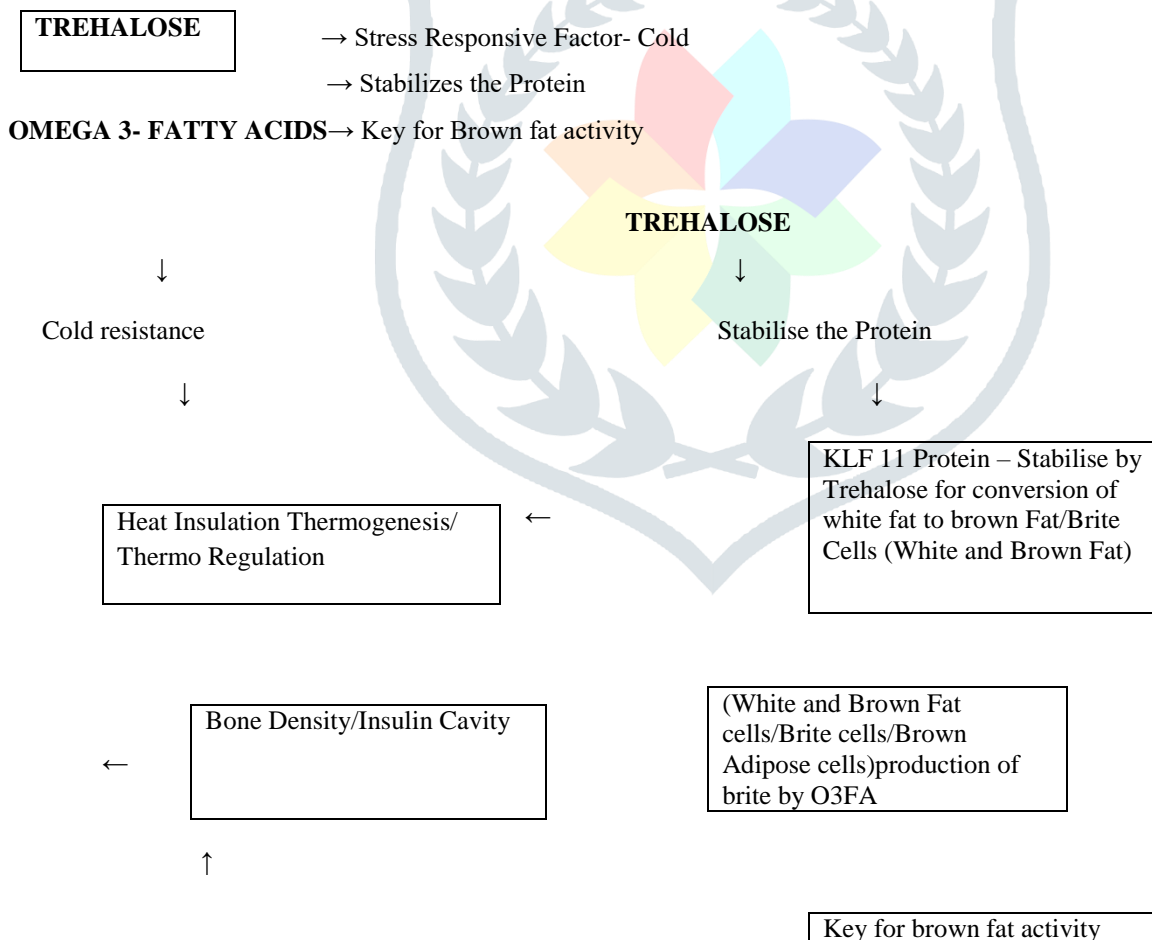 TREHALOSE
→ Stress Responsive Factor- Cold
→ Stabilizes the Protein
OMEGA 3- FATTY ACIDS→ Key for Brown fat activity
TREHALOSE
↓ ↓
Cold resistance Stabilise the Protein
↓ ↓
KLF 11 Protein – Stabilise by
Trehalose for conversion of
white fat to brown Fat/Brite
Cells (White and Brown Fat)
←
Heat Insulation Thermogenesis/
Thermo Regulation
(White and Brown Fat
cells/Brite cells/Brown
Adipose cells)production of
brite by O3FA
Bone Density/Insulin Cavity
←
↑
Key for brown fat activity